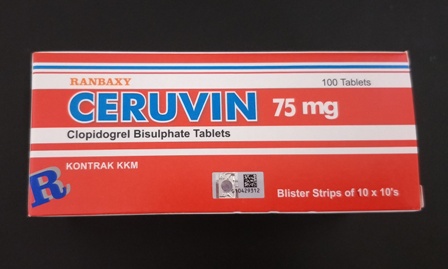 RANBAXY
100 Tablets
CERUVIN 75 mg
Clopidogrel Bisulphate Tablets
KONTRAK KKM
R
Blister Strips of 10 x 10's